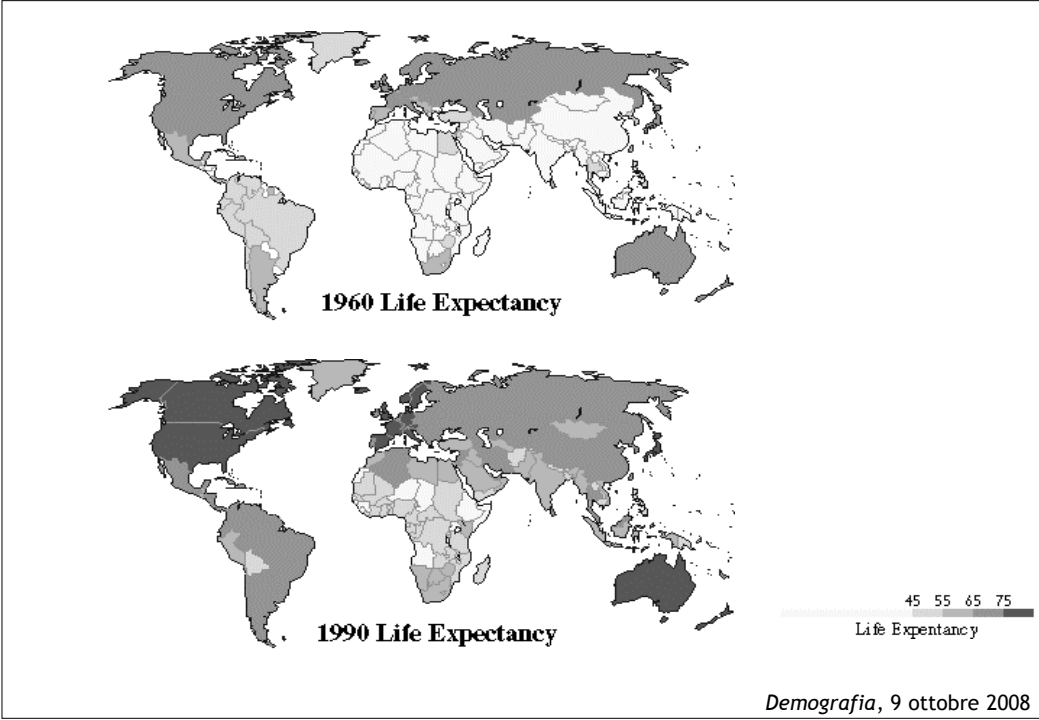 1960 Life Expectancy
1990 Life Expectancy
45 55 65 75
Life Expentancy
Demografia, 9 ottobre 2008